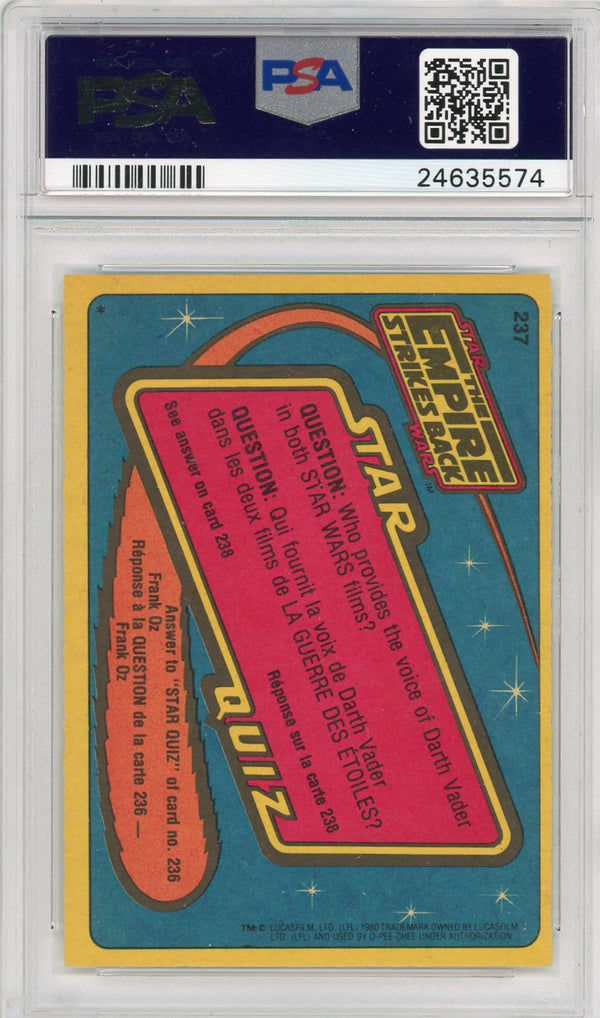 PSA
PSA
24635574
237
STAR
THE
EMPIRE
STRIKES BACK
WARS™
STAR
QUIZ
QUESTION: Who provides the voice of Darth Vader
in both STAR WARS films?
QUESTION: Qui fournit la voix de Darth Vader
dans les deux films de LA GUERRE DES ÉTOILES?
See answer on card 238
Réponse sur la carte 238
Answer to "STAR QUIZ" of card no. 236
Frank Oz
Réponse à la QUESTION de la carte 236 —
Frank Oz
*
TM: © LUCASFILM, LTD. (LFL) 1980 TRADEMARK OWNED BY LUCASFILM
LTD. (LFL) AND USED BY O-PEE-CHEE UNDER AUTHORIZATION.